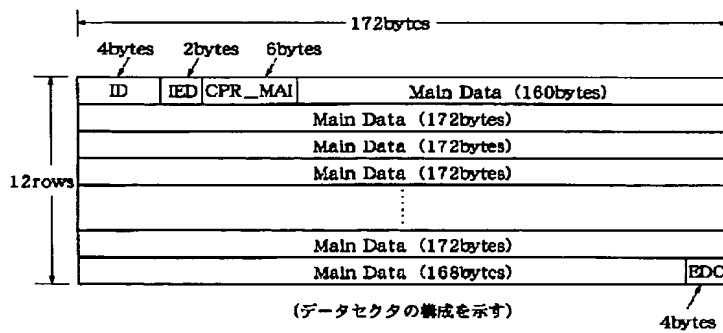 172bytes
4bytes 2bytes 6bytes
ID IED CPR_MAI Main Data (160bytes)
Main Data (172bytes)
Main Data (172bytes)
Main Data (172bytes)
12rows
Main Data (172bytes)
Main Data (168bytes) EDC
(データセクタの構成を示す)
4bytes